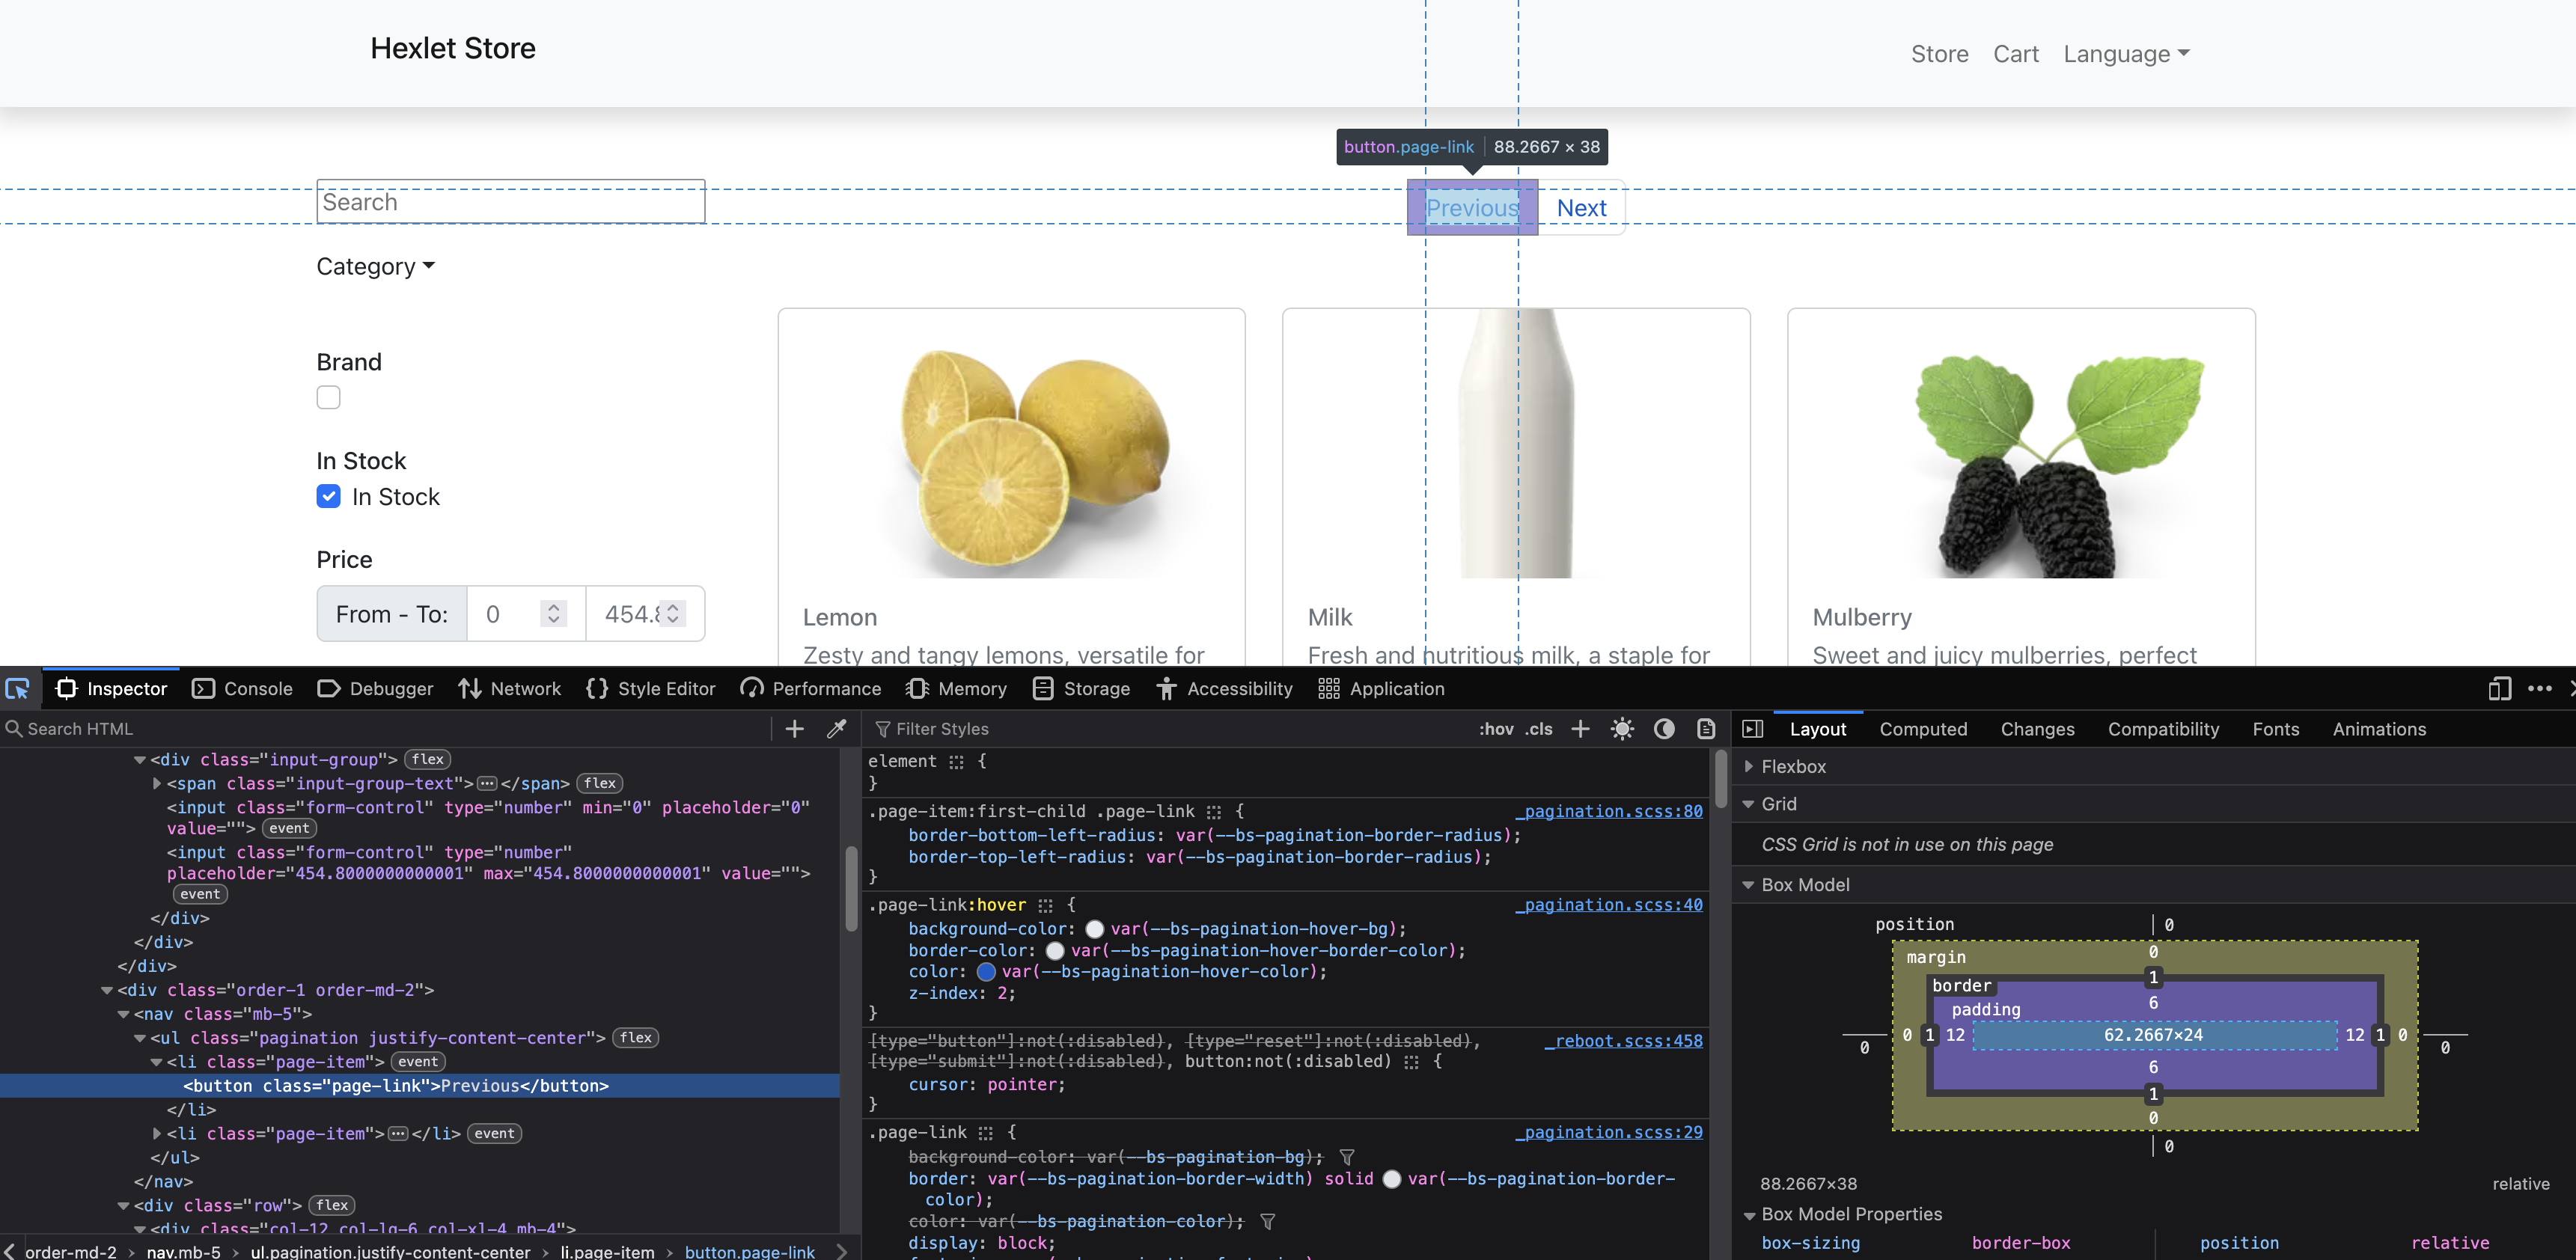 Hexlet Store
Store Cart Language
button.page-link 88.2667 × 38
Search
Previous Next
Category
Brand
In Stock
In Stock
Price
From - To: 0 454.8
Lemon
Zesty and tangy lemons, versatile for
Milk
Fresh and nutritious milk, a staple for
Mulberry
Sweet and juicy mulberries, perfect
Inspector Console Debugger Network Style Editor Performance Memory Storage Accessibility Application
Search HTML
<div class="input-group"> flex
<span class="input-group-text"> ··· </span> flex
<input class="form-control" type="number" min="0" placeholder="0"
value=""> event
<input class="form-control" type="number"
placeholder="454.8000000000001" max="454.8000000000001" value="">
event
</div>
</div>
</div>
<div class="order-1 order-md-2">
<nav class="mb-5">
<ul class="pagination justify-content-center"> flex
<li class="page-item"> event
<button class="page-link">Previous</button>
</li>
<li class="page-item"> ··· </li> event
</ul>
</nav>
<div class="row"> flex
<div class="col-12 col-lg-6 col-xl-4 mb-4">
order-md-2 › nav.mb-5 › ul.pagination.justify-content-center › li.page-item › button.page-link
Filter Styles :hov .cls
element {
}
.page-item:first-child .page-link { _pagination.scss:80
border-bottom-left-radius: var(--bs-pagination-border-radius);
border-top-left-radius: var(--bs-pagination-border-radius);
}
.page-link:hover { _pagination.scss:40
background-color: var(--bs-pagination-hover-bg);
border-color: var(--bs-pagination-hover-border-color);
color: var(--bs-pagination-hover-color);
z-index: 2;
}
[type="button"]:not(:disabled), [type="reset"]:not(:disabled), _reboot.scss:458
[type="submit"]:not(:disabled), button:not(:disabled) {
cursor: pointer;
}
.page-link { _pagination.scss:29
background-color: var(--bs-pagination-bg);
border: var(--bs-pagination-border-width) solid var(--bs-pagination-border-
color);
color: var(--bs-pagination-color);
display: block;
Layout Computed Changes Compatibility Fonts Animations
Flexbox
Grid
CSS Grid is not in use on this page
Box Model
position 0
margin 0
border 1
padding 6
0 0 1 12 62.2667×24 12 1 0 0
6
1
0
0
88.2667×38 relative
Box Model Properties
box-sizing border-box position relative